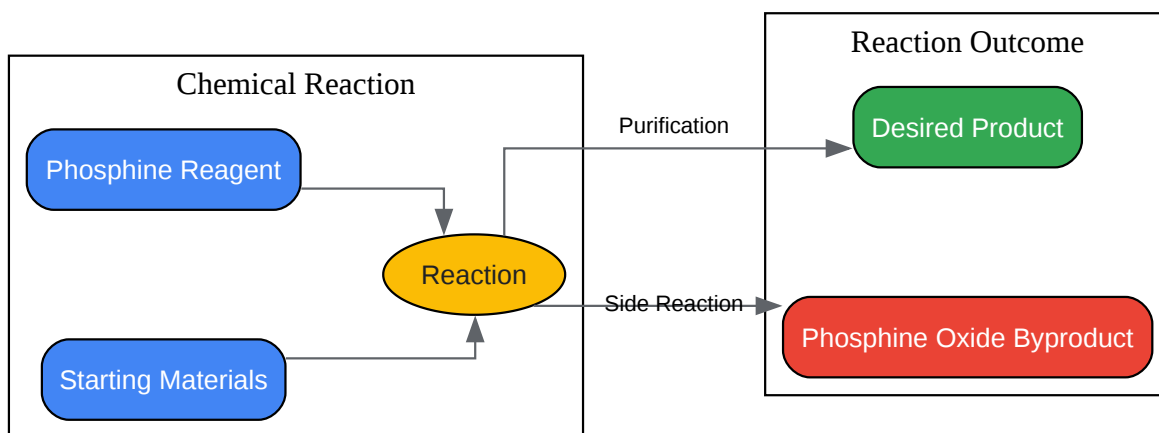 Chemical Reaction
Phosphine Reagent
Starting Materials
Reaction
Purification
Side Reaction
Reaction Outcome
Desired Product
Phosphine Oxide Byproduct